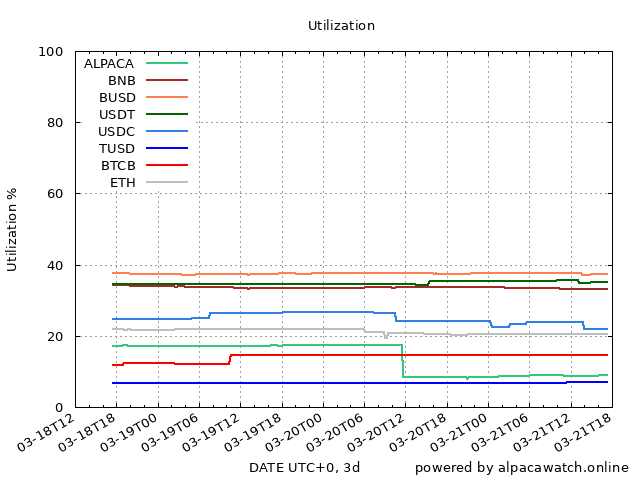 Utilization
100
80
60
40
20
0
Utilization %
ALPACA
BNB
BUSD
USDT
USDC
TUSD
BTCB
ETH
03-18T12
03-18T18
03-19T00
03-19T06
03-19T12
03-19T18
03-20T00
03-20T06
03-20T12
03-20T18
03-21T00
03-21T06
03-21T12
03-21T18
DATE UTC+0, 3d
powered by alpacawatch.online